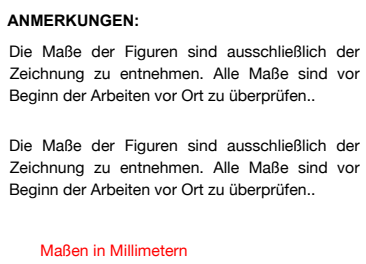 ANMERKUNGEN:
Die Maße der Figuren sind ausschließlich der
Zeichnung zu entnehmen. Alle Maße sind vor
Beginn der Arbeiten vor Ort zu überprüfen..
Die Maße der Figuren sind ausschließlich der
Zeichnung zu entnehmen. Alle Maße sind vor
Beginn der Arbeiten vor Ort zu überprüfen..
Maßen in Millimetern